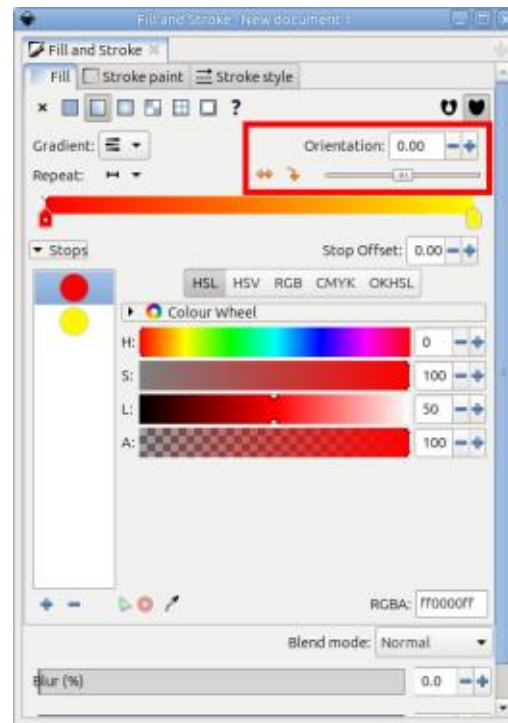 Fill and Stroke - New document 1
Fill and Stroke
Fill Stroke paint Stroke style
?
Gradient: Orientation: 0.00
Repeat:
Stops Stop Offset: 0.00
HSL HSV RGB CMYK OKHSL
Colour Wheel
H: 0
S: 100
L: 50
A: 100
RGBA: ff0000ff
Blend mode: Normal
Blur (%) 0.0